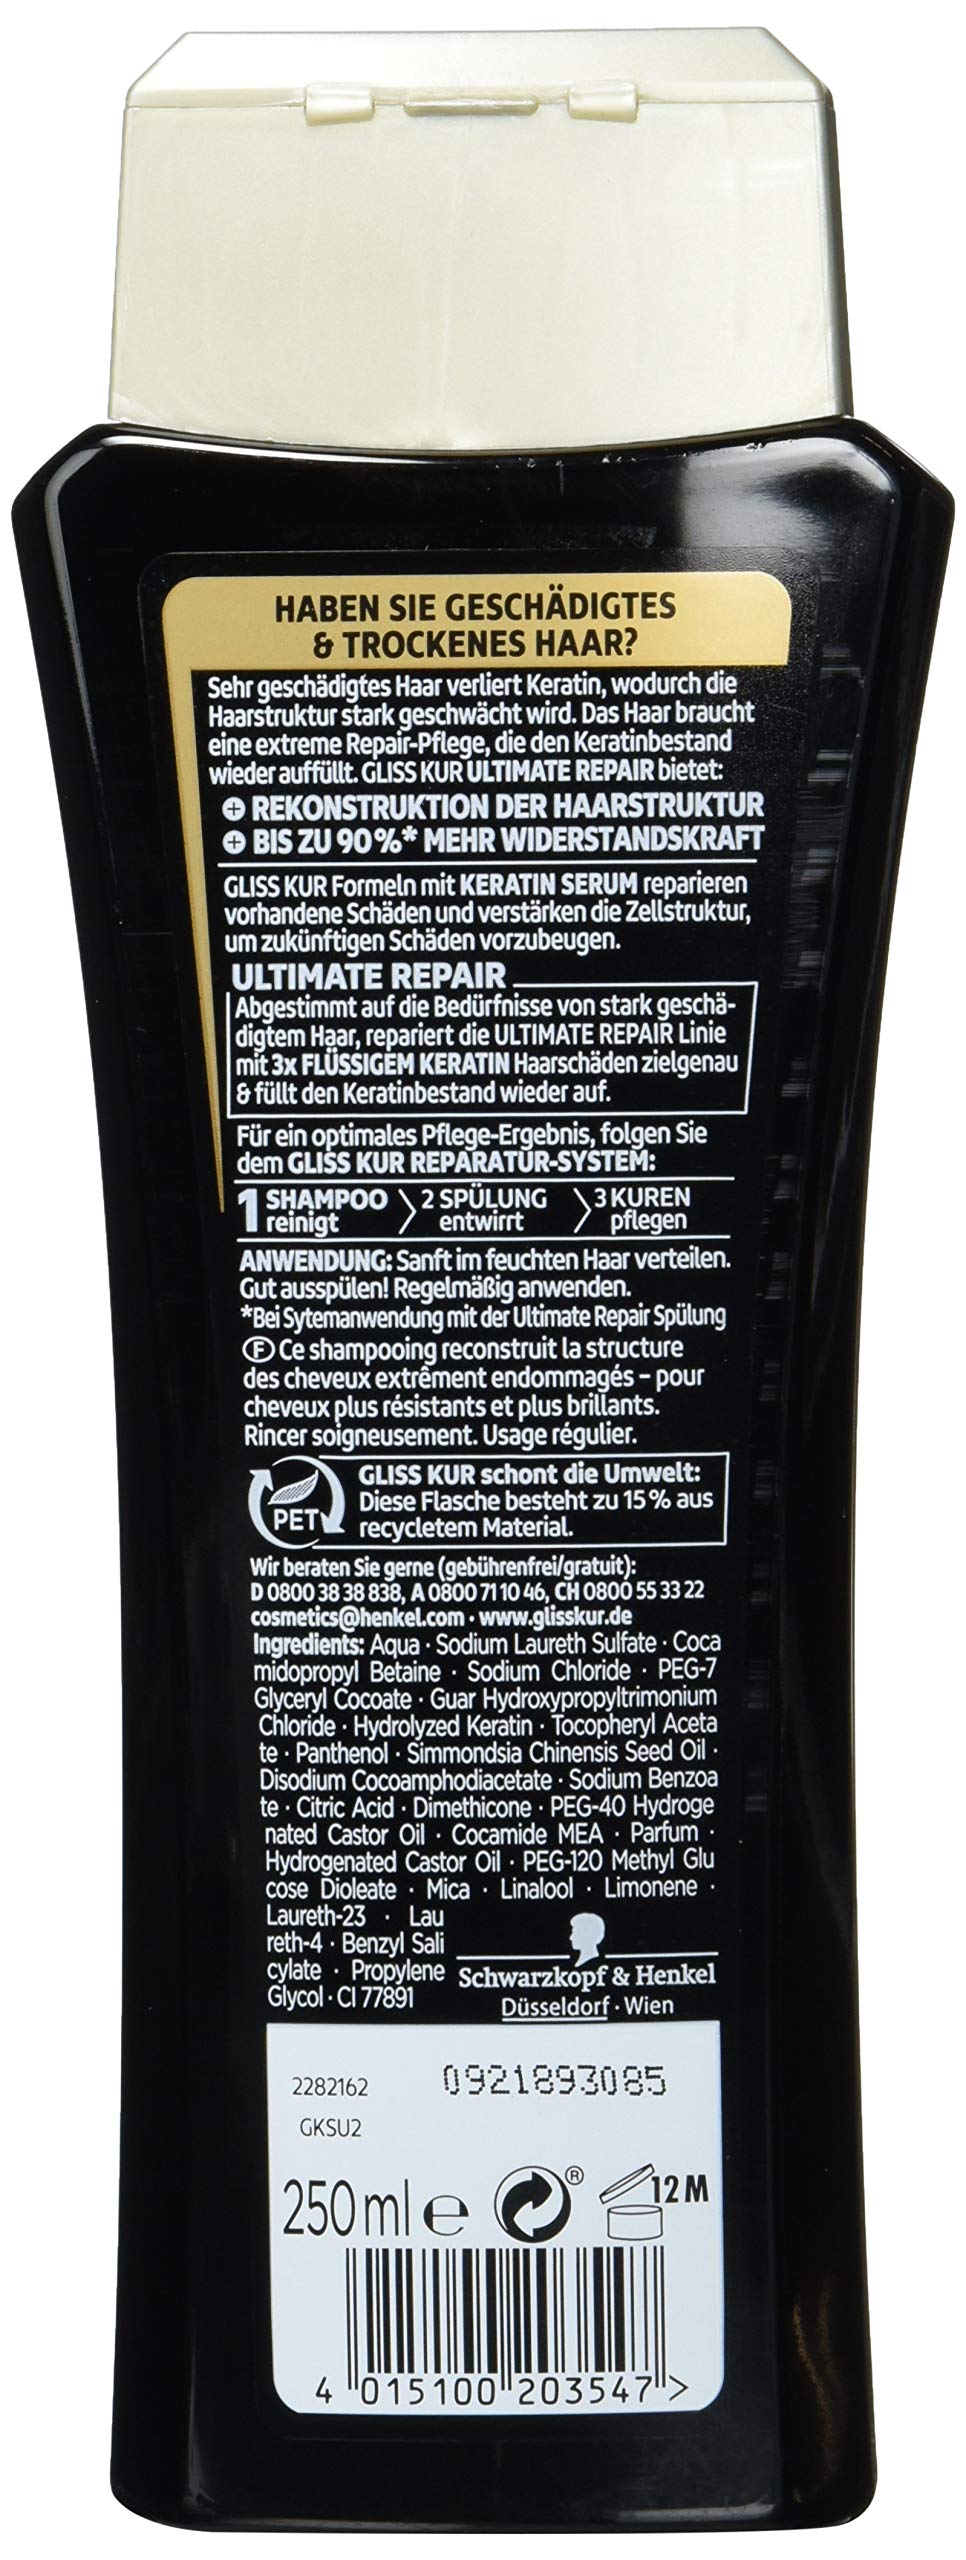 HABEN SIE GESCHÄDIGTES
& TROCKENES HAAR?
Sehr geschädigtes Haar verliert Keratin, wodurch die
Haarstruktur stark geschwächt wird. Das Haar braucht
eine extreme Repair-Pflege, die den Keratinbestand
wieder auffüllt. GLISS KUR ULTIMATE REPAIR bietet:
+ REKONSTRUKTION DER HAARSTRUKTUR
+ BIS ZU 90 %* MEHR WIDERSTANDSKRAFT
GLISS KUR Formeln mit KERATIN SERUM reparieren
vorhandene Schäden und verstärken die Zellstruktur,
um zukünftigen Schäden vorzubeugen.
ULTIMATE REPAIR
Abgestimmt auf die Bedürfnisse von stark geschä-
digtem Haar, repariert die ULTIMATE REPAIR Linie
mit 3x FLÜSSIGEM KERATIN Haarschäden zielgenau
& füllt den Keratinbestand wieder auf.
Für ein optimales Pflege-Ergebnis, folgen Sie
dem GLISS KUR REPARATUR-SYSTEM:
1 SHAMPOO reinigt 2 SPÜLUNG entwirrt 3 KUREN pflegen
ANWENDUNG: Sanft im feuchten Haar verteilen.
Gut ausspülen! Regelmäßig anwenden.
*Bei Sytemanwendung mit der Ultimate Repair Spülung
F Ce shampooing reconstruit la structure
des cheveux extrêment endommagés – pour
cheveux plus résistants et plus brillants.
Rincer soigneusement. Usage régulier.
PET
GLISS KUR schont die Umwelt:
Diese Flasche besteht zu 15 % aus
recycletem Material.
Wir beraten Sie gerne (gebührenfrei/gratuit):
D 0800 38 38 838, A 0800 71 10 46, CH 0800 55 33 22
cosmetics@henkel.com · www.glisskur.de
Ingredients: Aqua · Sodium Laureth Sulfate · Coca
midopropyl Betaine · Sodium Chloride · PEG-7
Glyceryl Cocoate · Guar Hydroxypropyltrimonium
Chloride · Hydrolyzed Keratin · Tocopheryl Aceta
te · Panthenol · Simmondsia Chinensis Seed Oil ·
Disodium Cocoamphodiacetate · Sodium Benzoa
te · Citric Acid · Dimethicone · PEG-40 Hydroge
nated Castor Oil · Cocamide MEA · Parfum ·
Hydrogenated Castor Oil · PEG-120 Methyl Glu
cose Dioleate · Mica · Linalool · Limonene ·
Laureth-23 · Lau
reth-4 · Benzyl Sali
cylate · Propylene
Glycol · CI 77891
Schwarzkopf & Henkel
Düsseldorf · Wien
2282162
0921893085
GKSU2
250 ml e ® 12 M
4 015100 203547 >